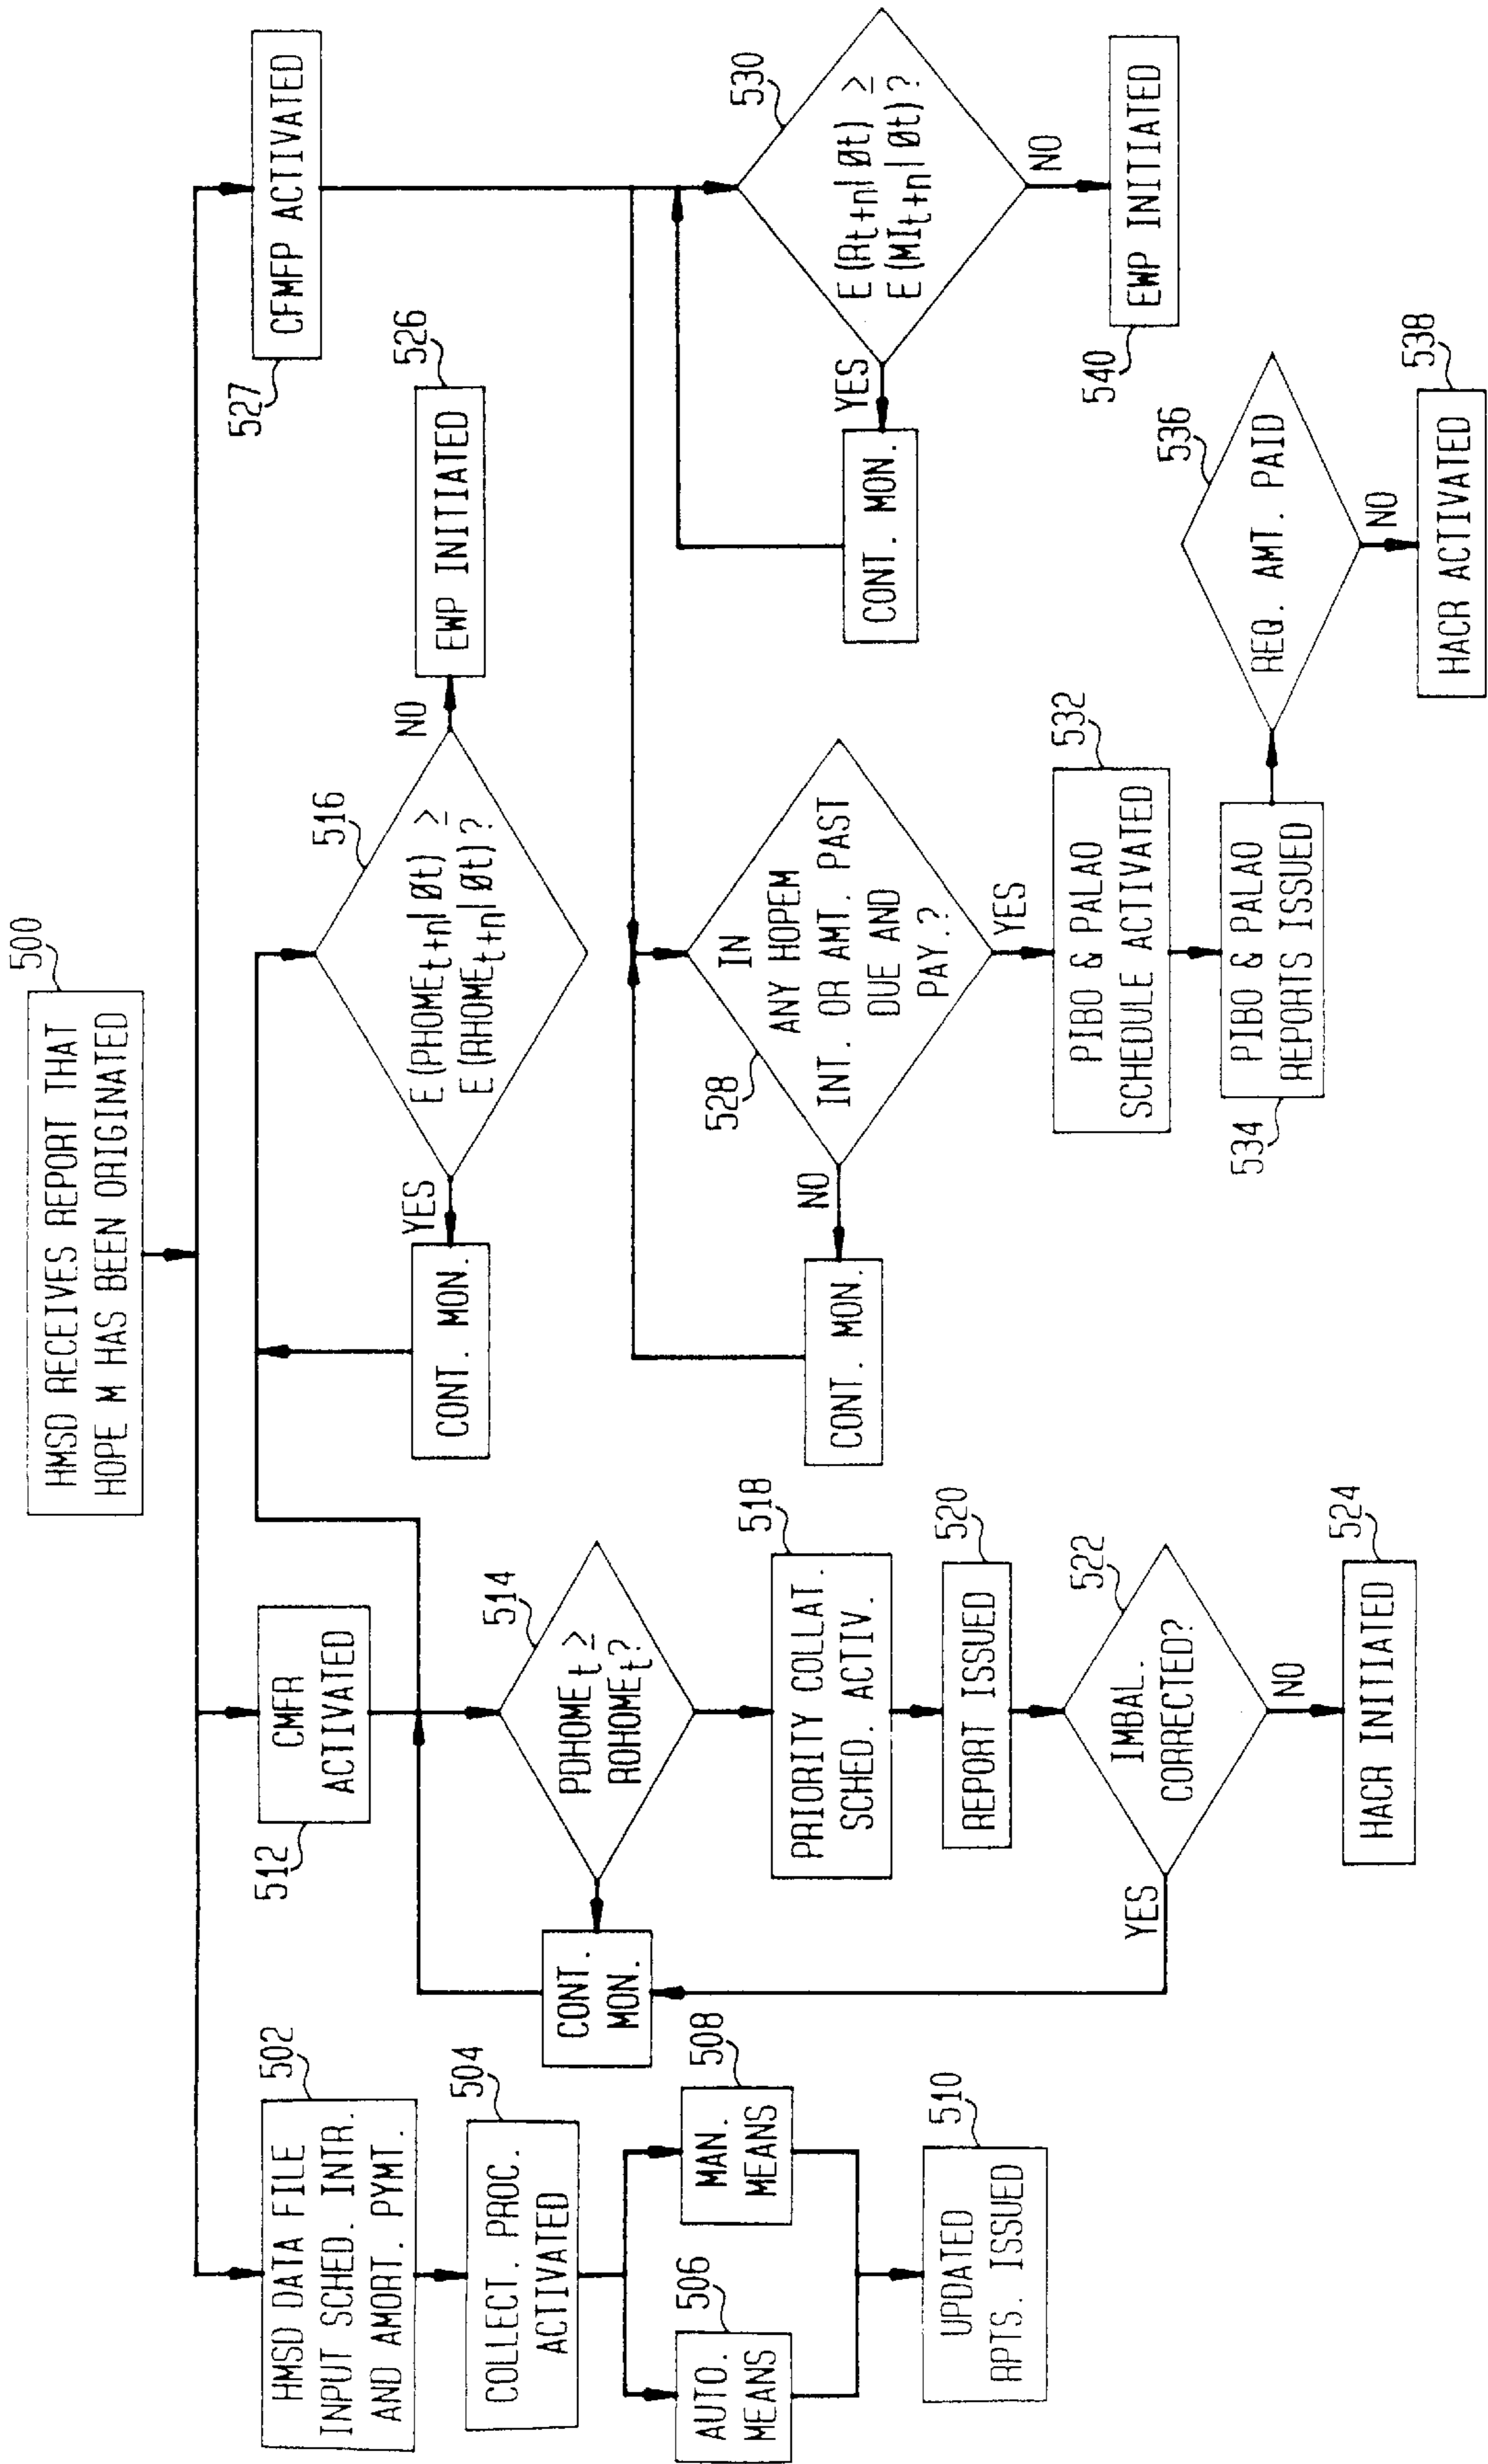 500
HMSD RECEIVES REPORT THAT
HOPE M HAS BEEN ORIGINATED
502
HMSD DATA FILE
INPUT SCHED. INTR.
AND AMORT. PYMT.
504
COLLECT. PROC.
ACTIVATED
506
AUTO.
MEANS
508
MAN.
MEANS
510
UPDATED
RPTS. ISSUED
512
CMFR
ACTIVATED
514
PDHOMEt ≥
ROHOMEt?
CONT.
MON.
518
PRIORITY COLLAT.
SCHED. ACTIV.
520
REPORT ISSUED
522
IMBAL.
CORRECTED?
YES
NO
524
HACR INITIATED
516
E(PHOMEt+n|Øt) ≥
E(RHOMEt+n|Øt)?
YES
CONT. MON.
NO
526
EWP INITIATED
527
CFMFP ACTIVATED
528
IN
ANY HOPEM
INT. OR AMT. PAST
DUE AND
PAY.?
NO
CONT. MON.
YES
532
PIBO & PALAO
SCHEDULE ACTIVATED
534
PIBO & PALAO
REPORTS ISSUED
536
REQ. AMT. PAID
NO
538
HACR ACTIVATED
530
E(Rt+n|Øt) ≥
E(MIt+n|Øt)?
YES
CONT. MON.
NO
540
EWP INITIATED